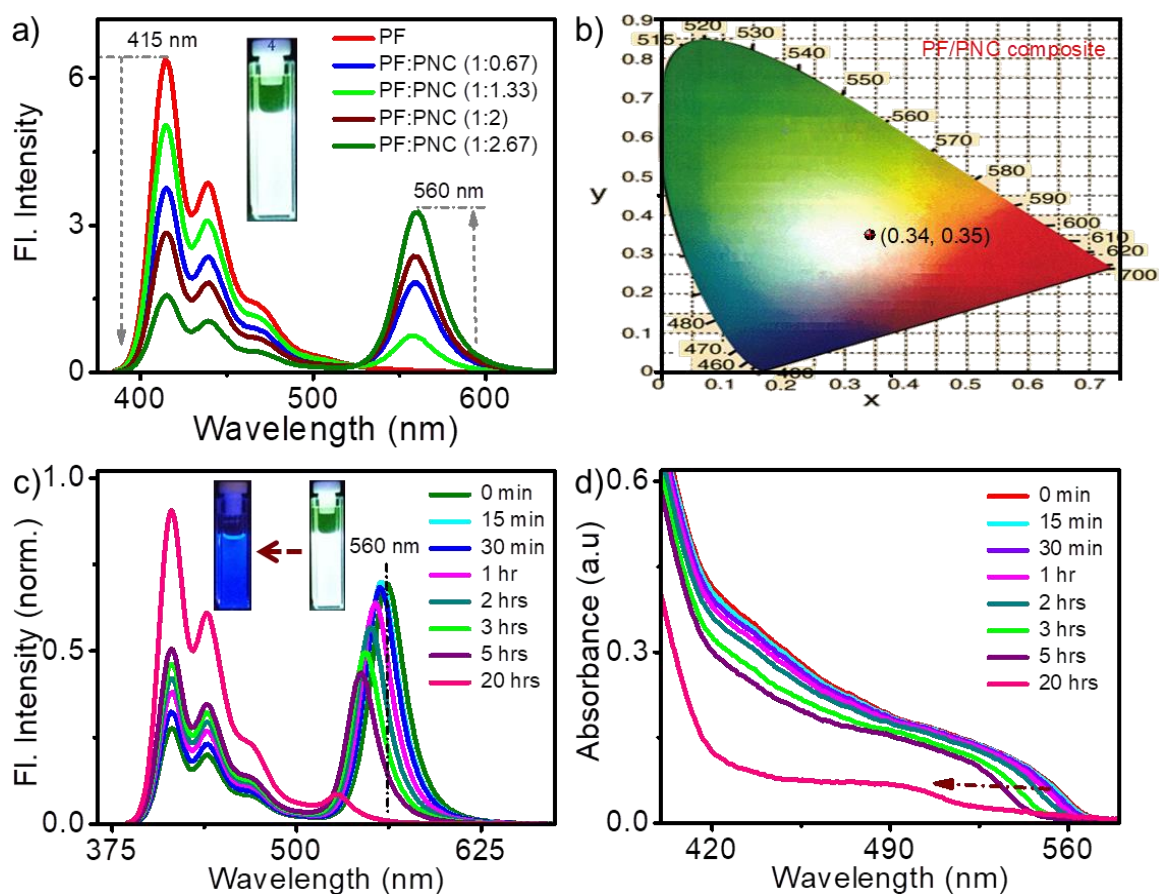 a)
415 nm
4
PF
PF:PNC (1:0.67)
PF:PNC (1:1.33)
PF:PNC (1:2)
PF:PNC (1:2.67)
560 nm
6
3
0
Fl. Intensity
400
500
600
Wavelength (nm)
b)
PF/PNC composite
0.9
0.8
0.7
0.6
0.5
0.4
0.3
0.2
0.1
0
y
515
520
530
540
550
560
570
580
590
600
610
620
700
480
470
460
(0.34, 0.35)
0
0.1
0.2
0.3
0.4
0.5
0.6
0.7
x
c)
1.0
0.5
0.0
Fl. Intensity (norm.)
560 nm
0 min
15 min
30 min
1 hr
2 hrs
3 hrs
5 hrs
20 hrs
375
500
625
Wavelength (nm)
d)
0.6
0.3
0.0
Absorbance (a.u)
0 min
15 min
30 min
1 hr
2 hrs
3 hrs
5 hrs
20 hrs
420
490
560
Wavelength (nm)